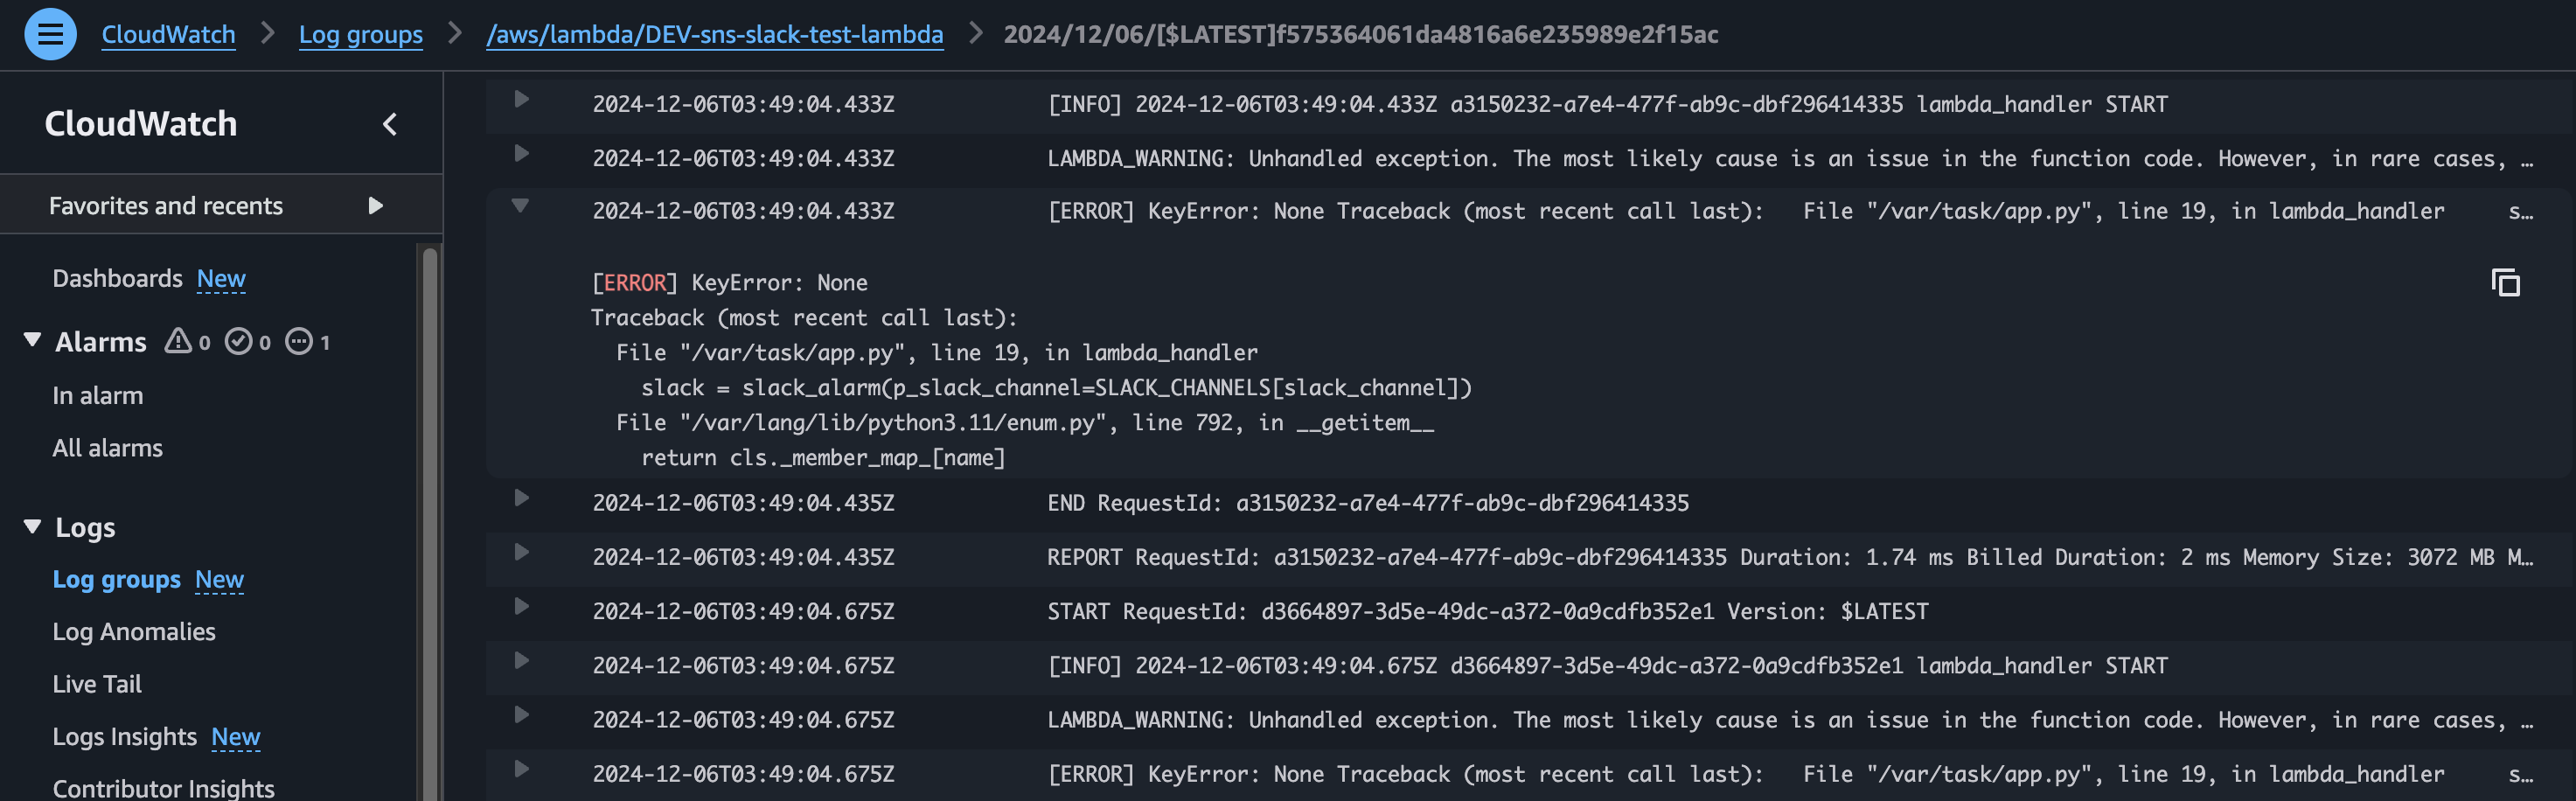 CloudWatch > Log groups > /aws/lambda/DEV-sns-slack-test-lambda > 2024/12/06/[$LATEST]f575364061da4816a6e235989e2f15ac
CloudWatch
Favorites and recents
Dashboards New
Alarms 0 0 1
In alarm
All alarms
Logs
Log groups New
Log Anomalies
Live Tail
Logs Insights New
Contributor Insights
2024-12-06T03:49:04.433Z [INFO] 2024-12-06T03:49:04.433Z a3150232-a7e4-477f-ab9c-dbf296414335 lambda_handler START
2024-12-06T03:49:04.433Z LAMBDA_WARNING: Unhandled exception. The most likely cause is an issue in the function code. However, in rare cases, …
2024-12-06T03:49:04.433Z [ERROR] KeyError: None Traceback (most recent call last): File "/var/task/app.py", line 19, in lambda_handler s…
[ERROR] KeyError: None
Traceback (most recent call last):
File "/var/task/app.py", line 19, in lambda_handler
slack = slack_alarm(p_slack_channel=SLACK_CHANNELS[slack_channel])
File "/var/lang/lib/python3.11/enum.py", line 792, in __getitem__
return cls._member_map_[name]
2024-12-06T03:49:04.435Z END RequestId: a3150232-a7e4-477f-ab9c-dbf296414335
2024-12-06T03:49:04.435Z REPORT RequestId: a3150232-a7e4-477f-ab9c-dbf296414335 Duration: 1.74 ms Billed Duration: 2 ms Memory Size: 3072 MB M…
2024-12-06T03:49:04.675Z START RequestId: d3664897-3d5e-49dc-a372-0a9cdfb352e1 Version: $LATEST
2024-12-06T03:49:04.675Z [INFO] 2024-12-06T03:49:04.675Z d3664897-3d5e-49dc-a372-0a9cdfb352e1 lambda_handler START
2024-12-06T03:49:04.675Z LAMBDA_WARNING: Unhandled exception. The most likely cause is an issue in the function code. However, in rare cases, …
2024-12-06T03:49:04.675Z [ERROR] KeyError: None Traceback (most recent call last): File "/var/task/app.py", line 19, in lambda_handler s…